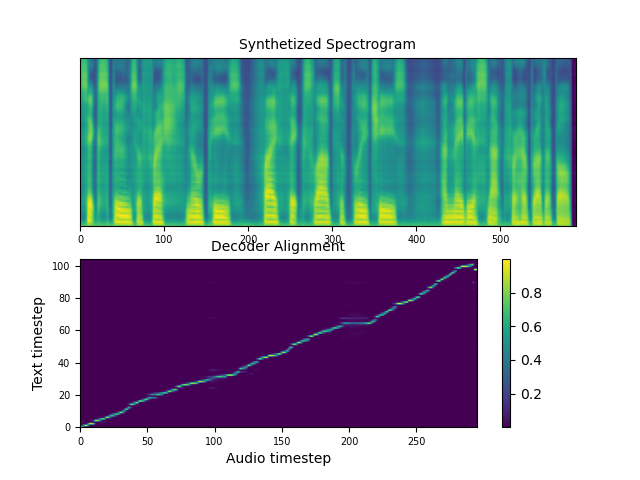 Synthetized Spectrogram
0 100 200 300 400 500
Decoder Alignment
100
80
60
40
20
0
Text timestep
0 50 100 150 200 250
Audio timestep
0.8
0.6
0.4
0.2